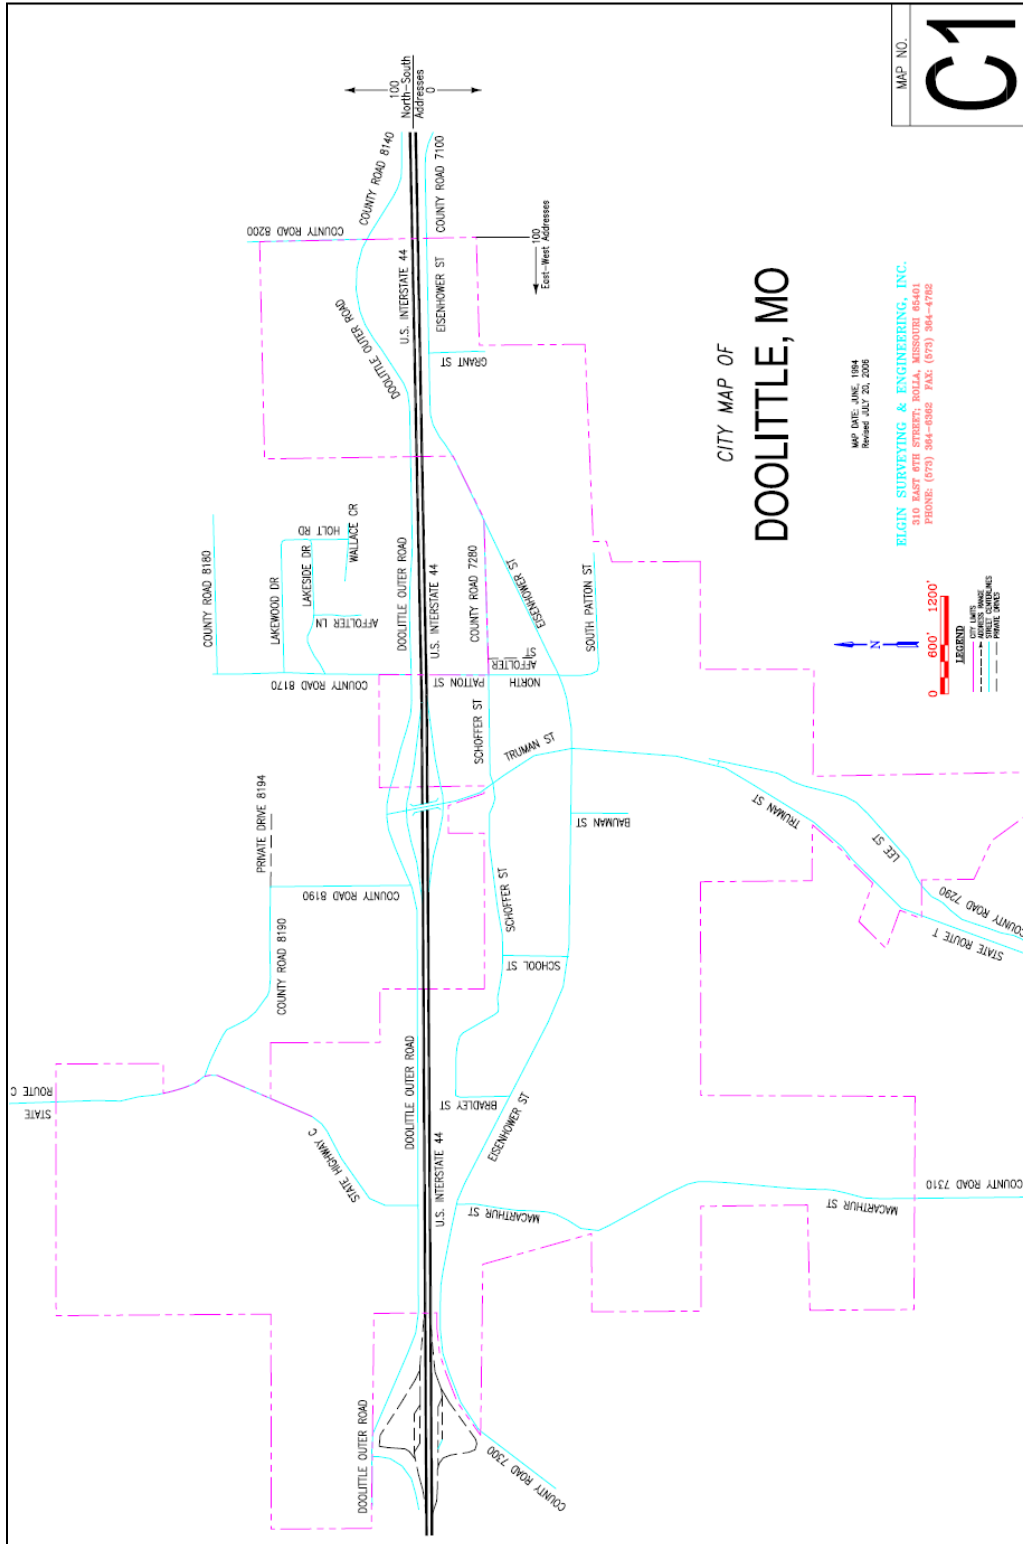 MAP NO.
C1
100
North-South
Addresses
0
COUNTY ROAD 8140
COUNTY ROAD 7100
COUNTY ROAD 8200
100
East-West Addresses
U.S. INTERSTATE 44
EISENHOWER ST
DOOLITTLE OUTER ROAD
GRANT ST
CITY MAP OF
DOOLITTLE, MO
MAP DATE: JUNE, 1994
Revised JULY 20, 2006
ELGIN SURVEYING & ENGINEERING, INC.
310 EAST 6TH STREET; ROLLA, MISSOURI 65401
PHONE: (573) 364-6362 FAX: (573) 364-4782
COUNTY ROAD 8180
LAKEWOOD DR
LAKESIDE DR
HOLT RD
WALLACE CR
AFFOLTER LN
DOOLITTLE OUTER ROAD
U.S. INTERSTATE 44
COUNTY ROAD 7280
EISENHOWER ST
SOUTH PATTON ST
AFFOLTER
ST
COUNTY ROAD 8170
NORTH
PATTON ST
N
0
600'
1200'
LEGEND
CITY LIMITS
ADDRESS RANGE
STREET CENTERLINES
PRIVATE DRIVES
SCHOFFER ST
TRUMAN ST
PRIVATE DRIVE 8194
COUNTY ROAD 8190
BAUMAN ST
TRUMAN ST
LEE ST
COUNTY ROAD 7290
STATE ROUTE T
SCHOFFER ST
SCHOOL ST
COUNTY ROAD 8190
DOOLITTLE OUTER ROAD
STATE
ROUTE C
BRADLEY ST
EISENHOWER ST
STATE HIGHWAY C
U.S. INTERSTATE 44
MACARTHUR ST
MACARTHUR ST
COUNTY ROAD 7310
DOOLITTLE OUTER ROAD
COUNTY ROAD 7300